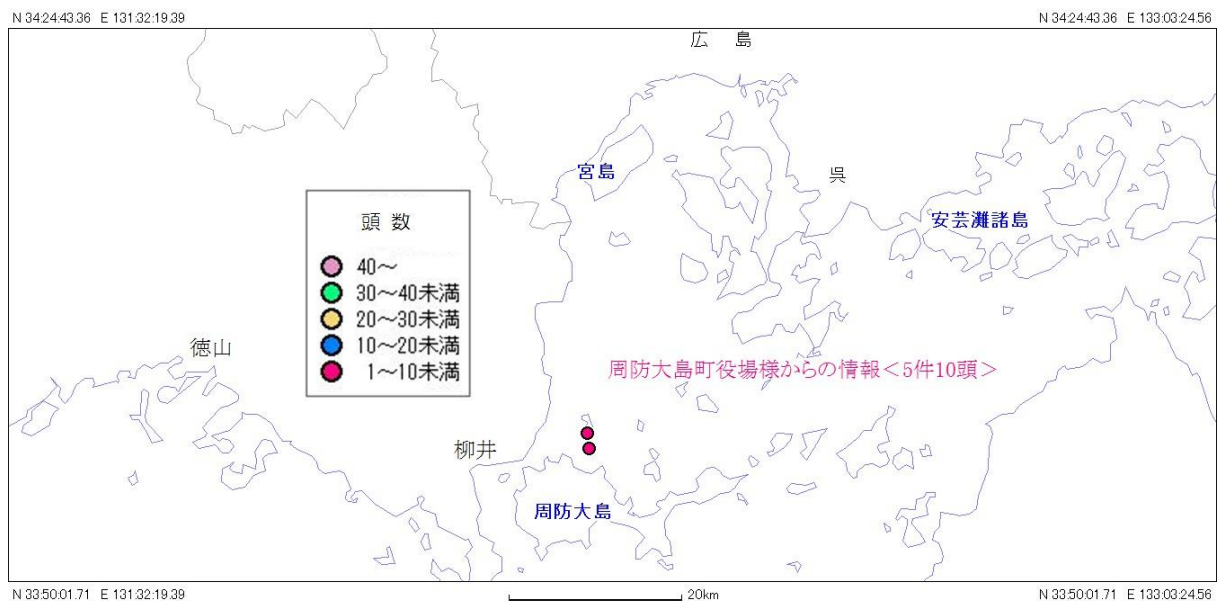 N 34:24:43.36 E 131:32:19.39
N 34:24:43.36 E 133:03:24.56
広島
宮島
呉
安芸灘諸島
頭数
40～
30～40未満
20～30未満
10～20未満
1～10未満
徳山
周防大島町役場様からの情報＜5件10頭＞
柳井
周防大島
N 33:50:01.71 E 131:32:19.39
20km
N 33:50:01.71 E 133:03:24.56